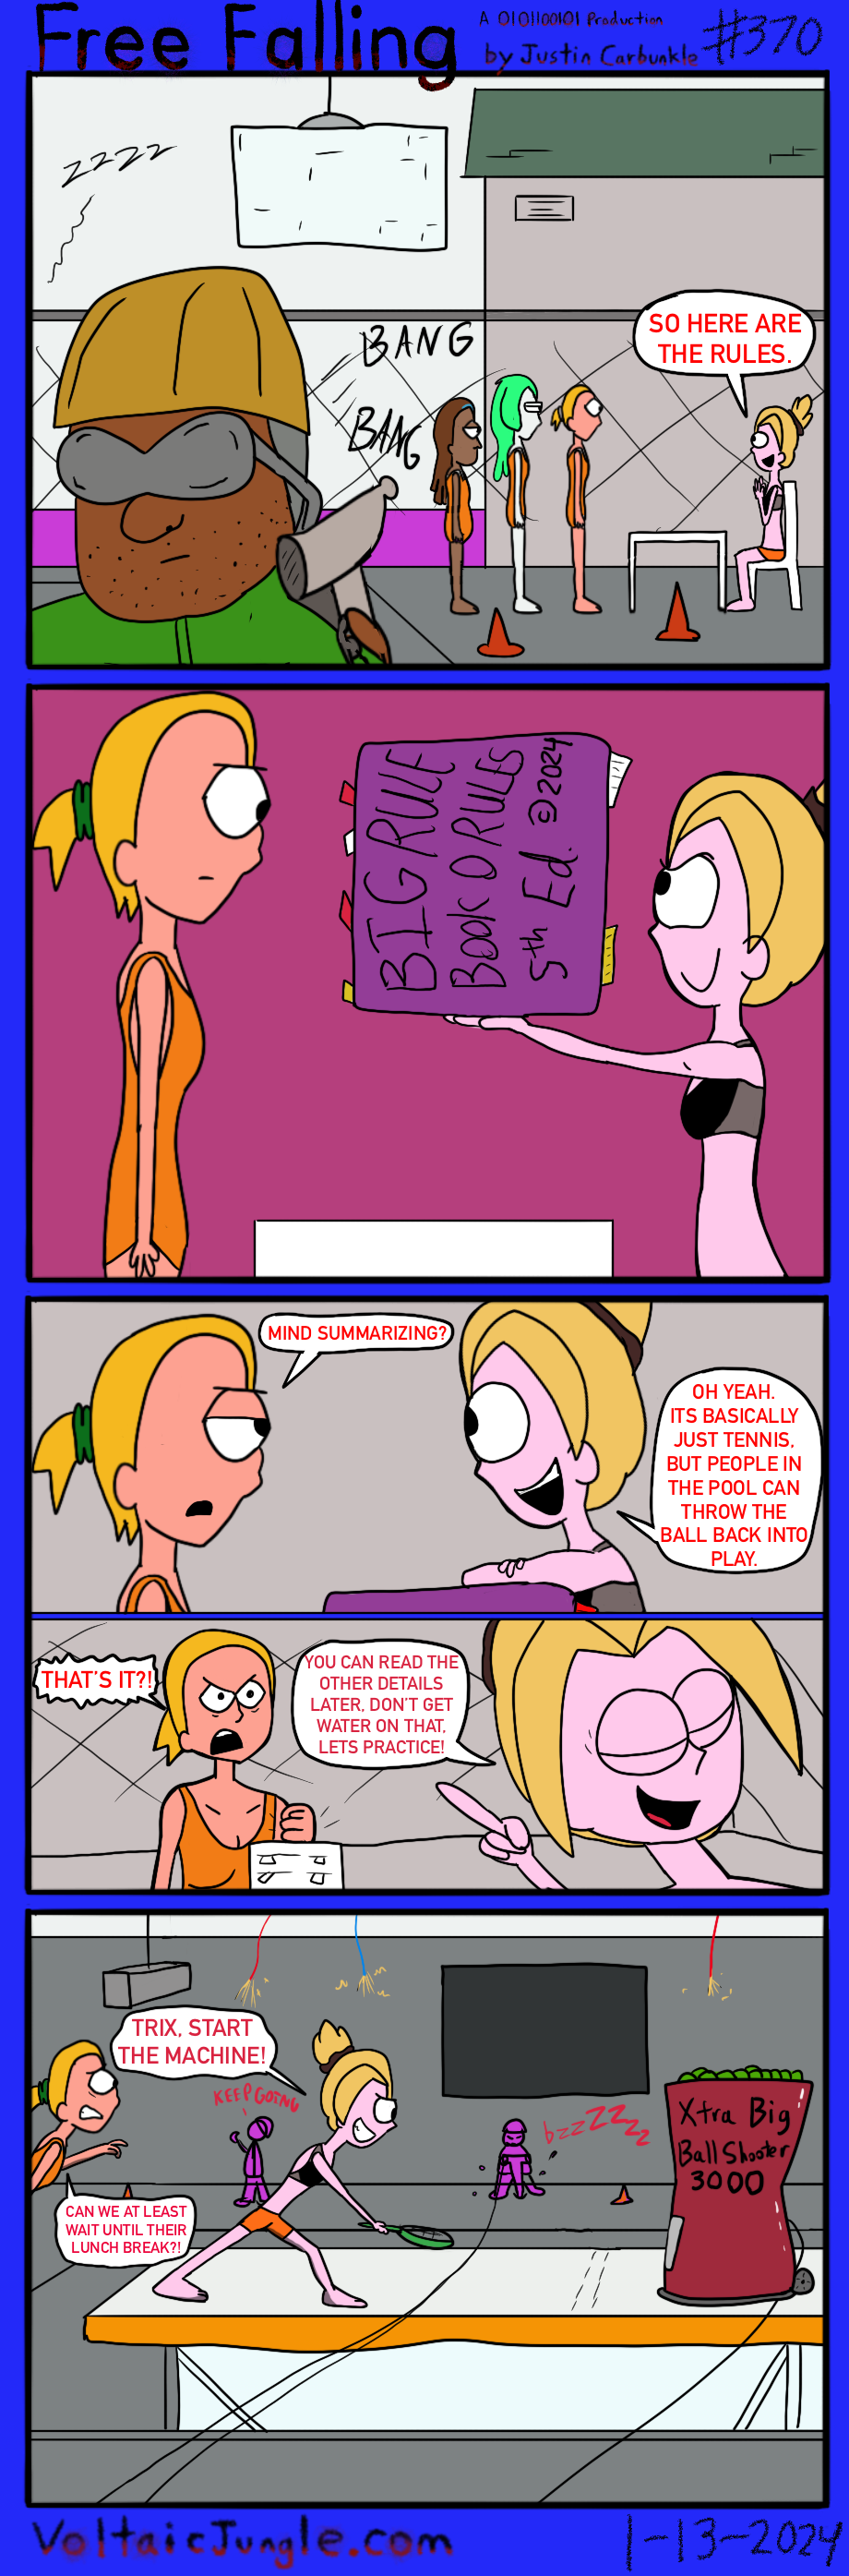 Free Falling
A 0101100101 Production
by Justin Carbunkle
#370
ZZZZ
BANG
BANG
SO HERE ARE
THE RULES.
BIG RULE
BOOK O RULES
5th Ed. ©2024
MIND SUMMARIZING?
OH YEAH.
ITS BASICALLY
JUST TENNIS,
BUT PEOPLE IN
THE POOL CAN
THROW THE
BALL BACK INTO
PLAY.
THAT'S IT?!
YOU CAN READ THE
OTHER DETAILS
LATER, DON'T GET
WATER ON THAT,
LETS PRACTICE!
TRIX, START
THE MACHINE!
KEEP GOING
bzzZZzzz
Xtra Big
Ball Shooter
3000
CAN WE AT LEAST
WAIT UNTIL THEIR
LUNCH BREAK?!
VoltaicJungle.com
1-13-2024